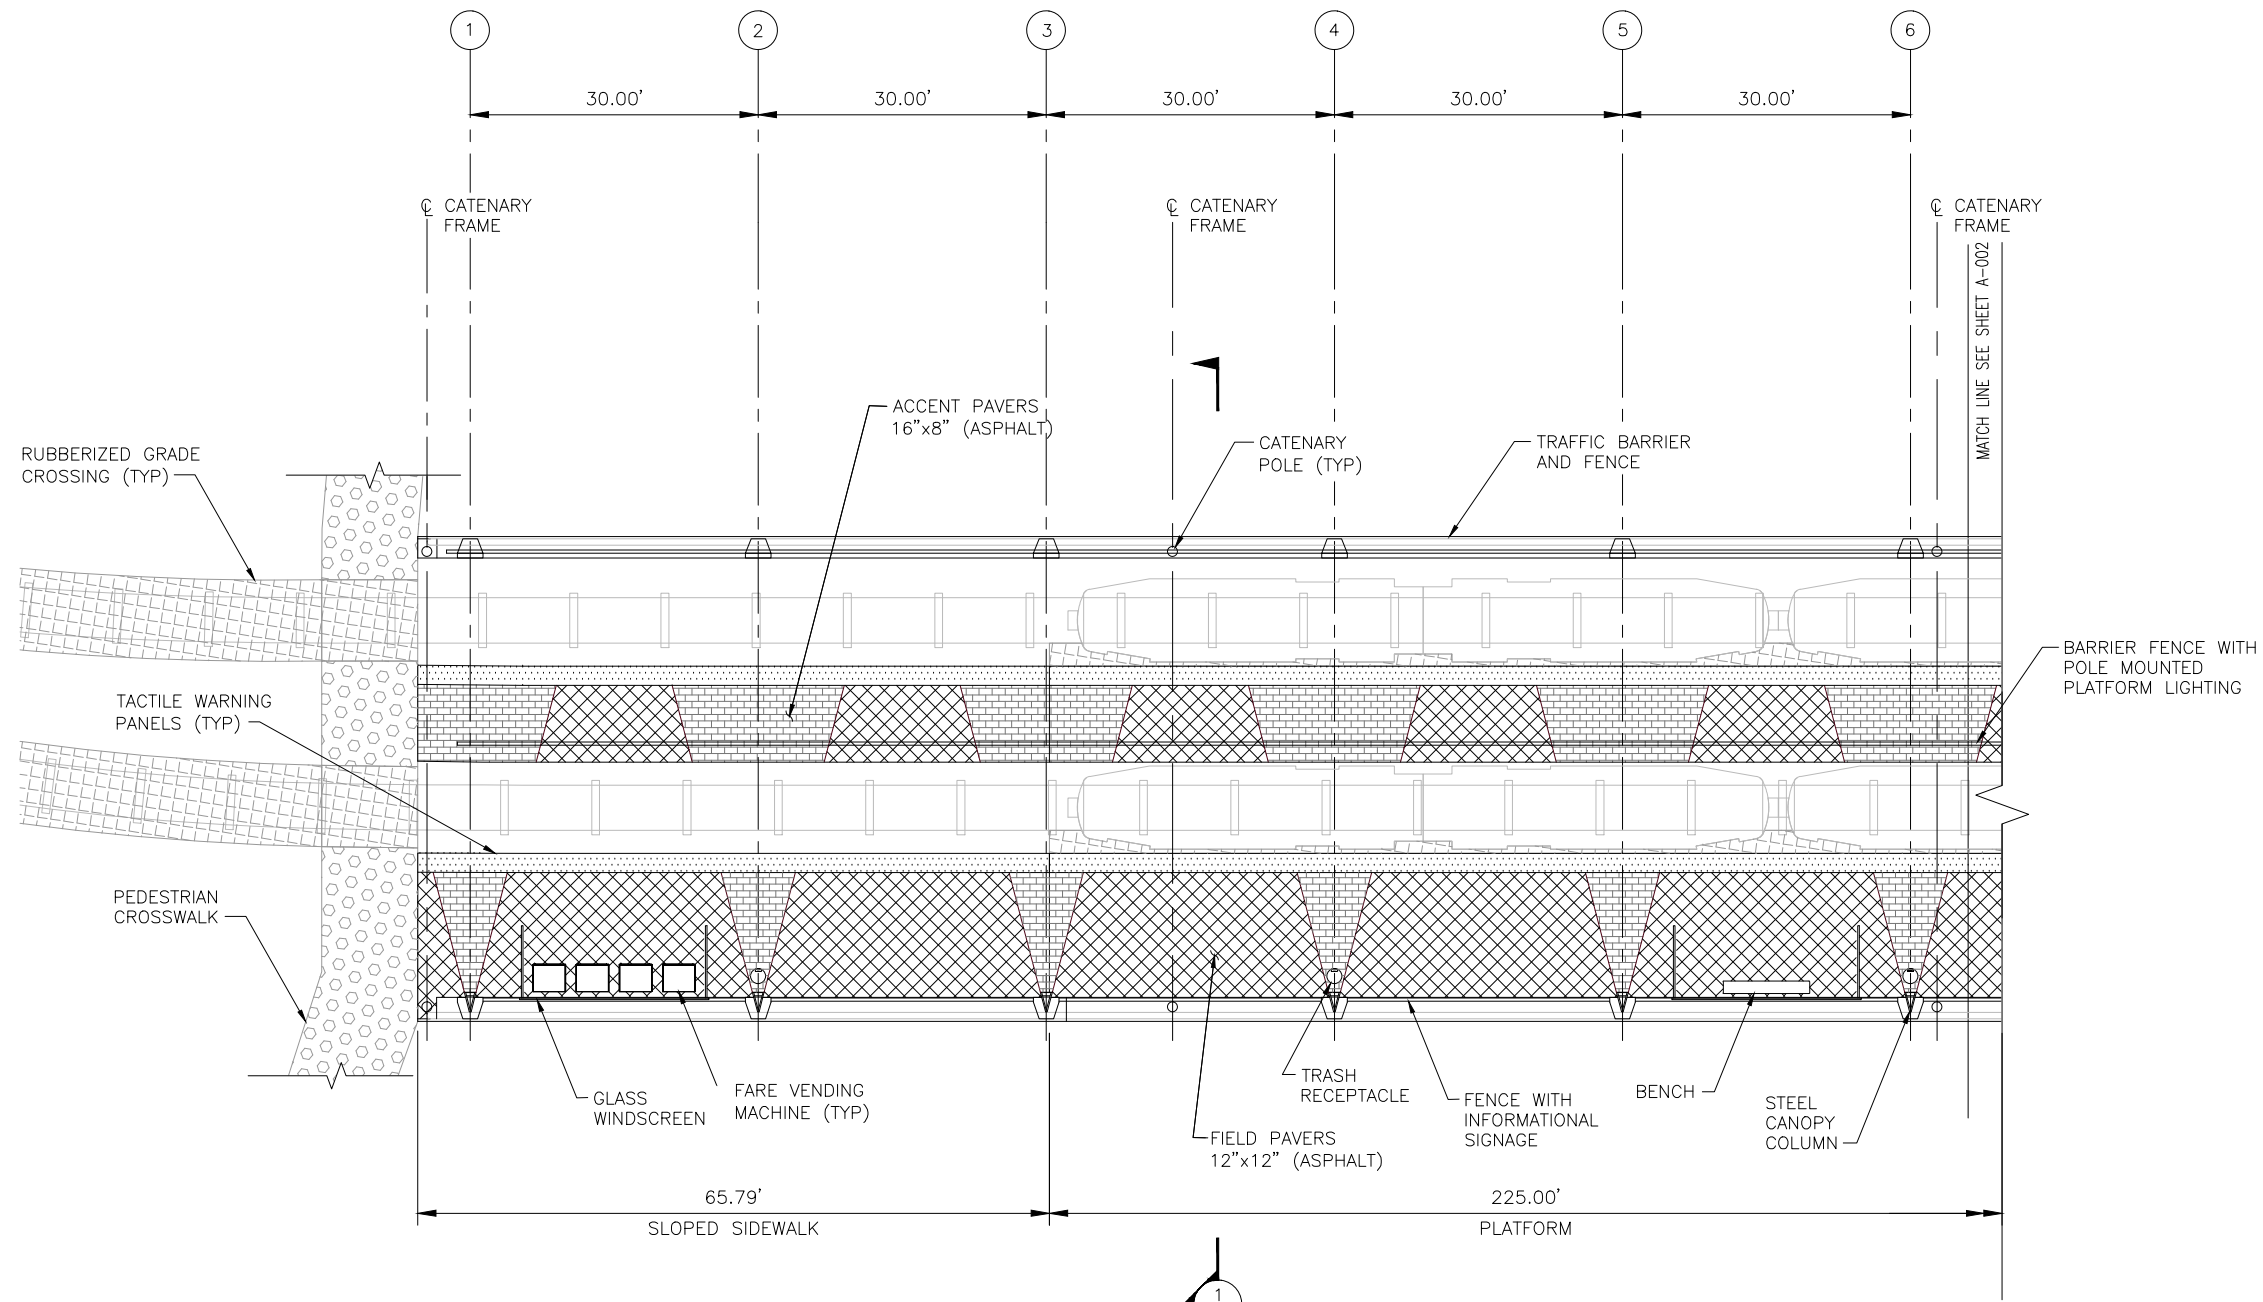 1
2
3
4
5
6
30.00'
30.00'
30.00'
30.00'
30.00'
℄ CATENARY
FRAME
℄ CATENARY
FRAME
℄ CATENARY
FRAME
MATCH LINE SEE SHEET A-002
ACCENT PAVERS
16"x8" (ASPHALT)
CATENARY
POLE (TYP)
TRAFFIC BARRIER
AND FENCE
RUBBERIZED GRADE
CROSSING (TYP)
BARRIER FENCE WITH
POLE MOUNTED
PLATFORM LIGHTING
TACTILE WARNING
PANELS (TYP)
PEDESTRIAN
CROSSWALK
GLASS
WINDSCREEN
FARE VENDING
MACHINE (TYP)
TRASH
RECEPTACLE
FENCE WITH
INFORMATIONAL
SIGNAGE
BENCH
STEEL
CANOPY
COLUMN
FIELD PAVERS
12"x12" (ASPHALT)
65.79'
SLOPED SIDEWALK
225.00'
PLATFORM
1